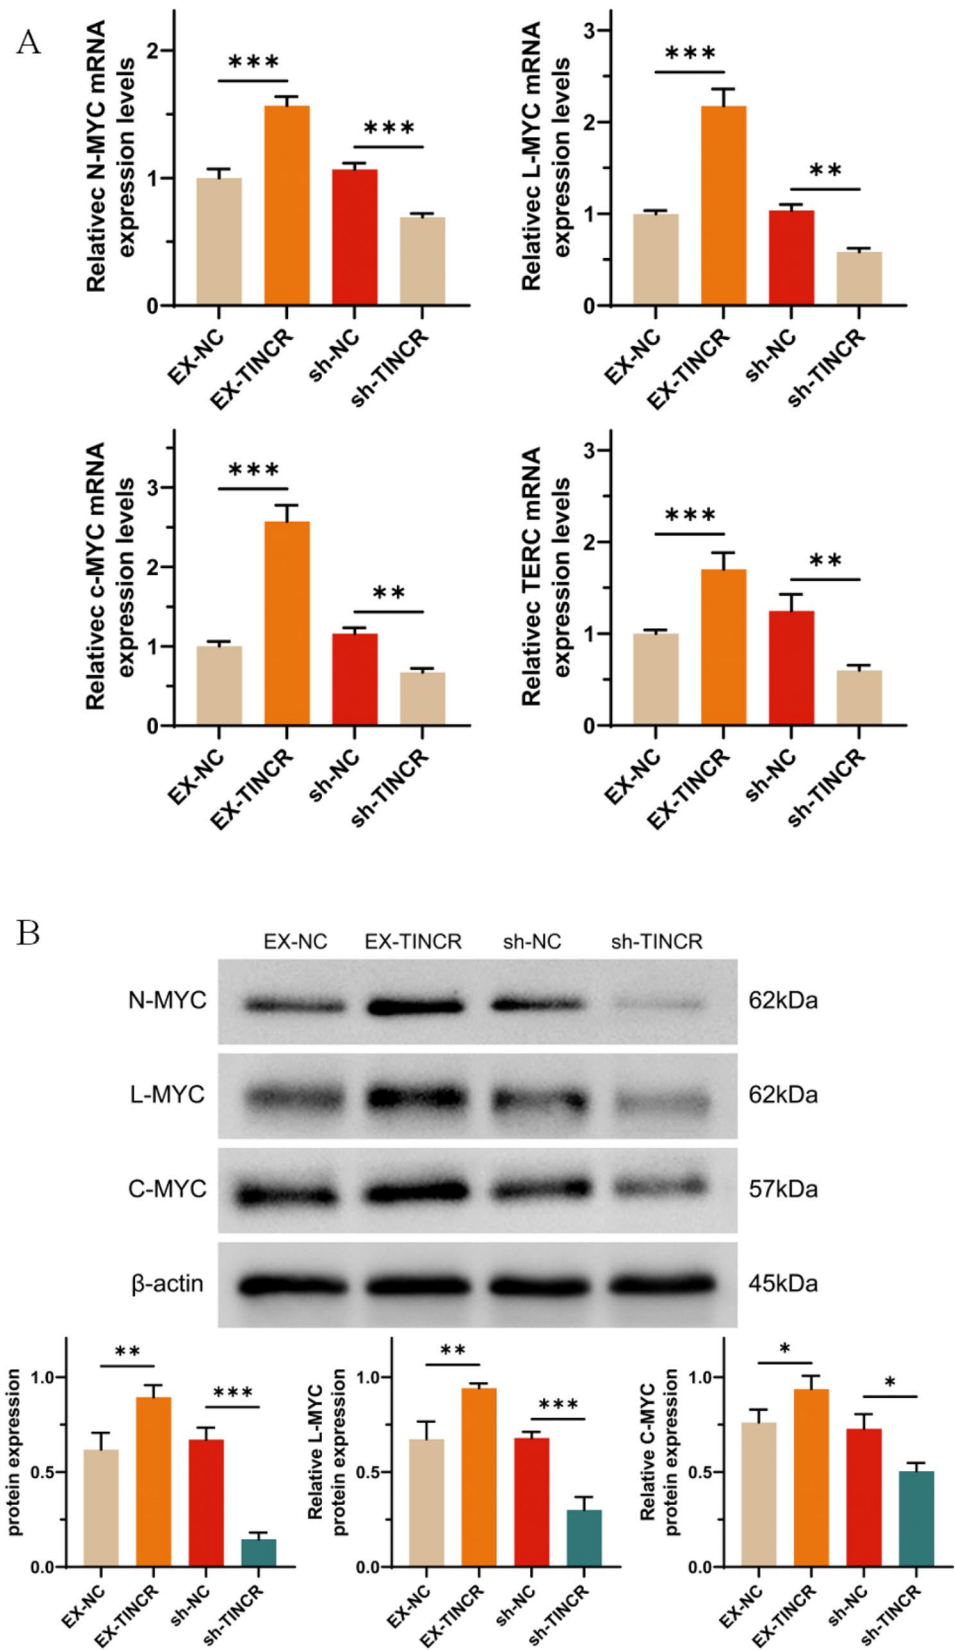 A
Relativec N-MYC mRNA
expression levels
2
1
0
***
***
EX-NC
EX-TINCR
sh-NC
sh-TINCR
Relativec L-MYC mRNA
expression levels
3
2
1
0
***
**
EX-NC
EX-TINCR
sh-NC
sh-TINCR
Relativec c-MYC mRNA
expression levels
3
2
1
0
***
**
EX-NC
EX-TINCR
sh-NC
sh-TINCR
Relativec TERC mRNA
expression levels
3
2
1
0
***
**
EX-NC
EX-TINCR
sh-NC
sh-TINCR
B
EX-NC EX-TINCR sh-NC sh-TINCR
N-MYC 62kDa
L-MYC 62kDa
C-MYC 57kDa
β-actin 45kDa
protein expression
1.0
0.5
0.0
**
***
EX-NC
EX-TINCR
sh-NC
sh-TINCR
Relative L-MYC
protein expression
1.0
0.5
0.0
**
***
EX-NC
EX-TINCR
sh-NC
sh-TINCR
Relative C-MYC
protein expression
1.0
0.5
0.0
*
*
EX-NC
EX-TINCR
sh-NC
sh-TINCR